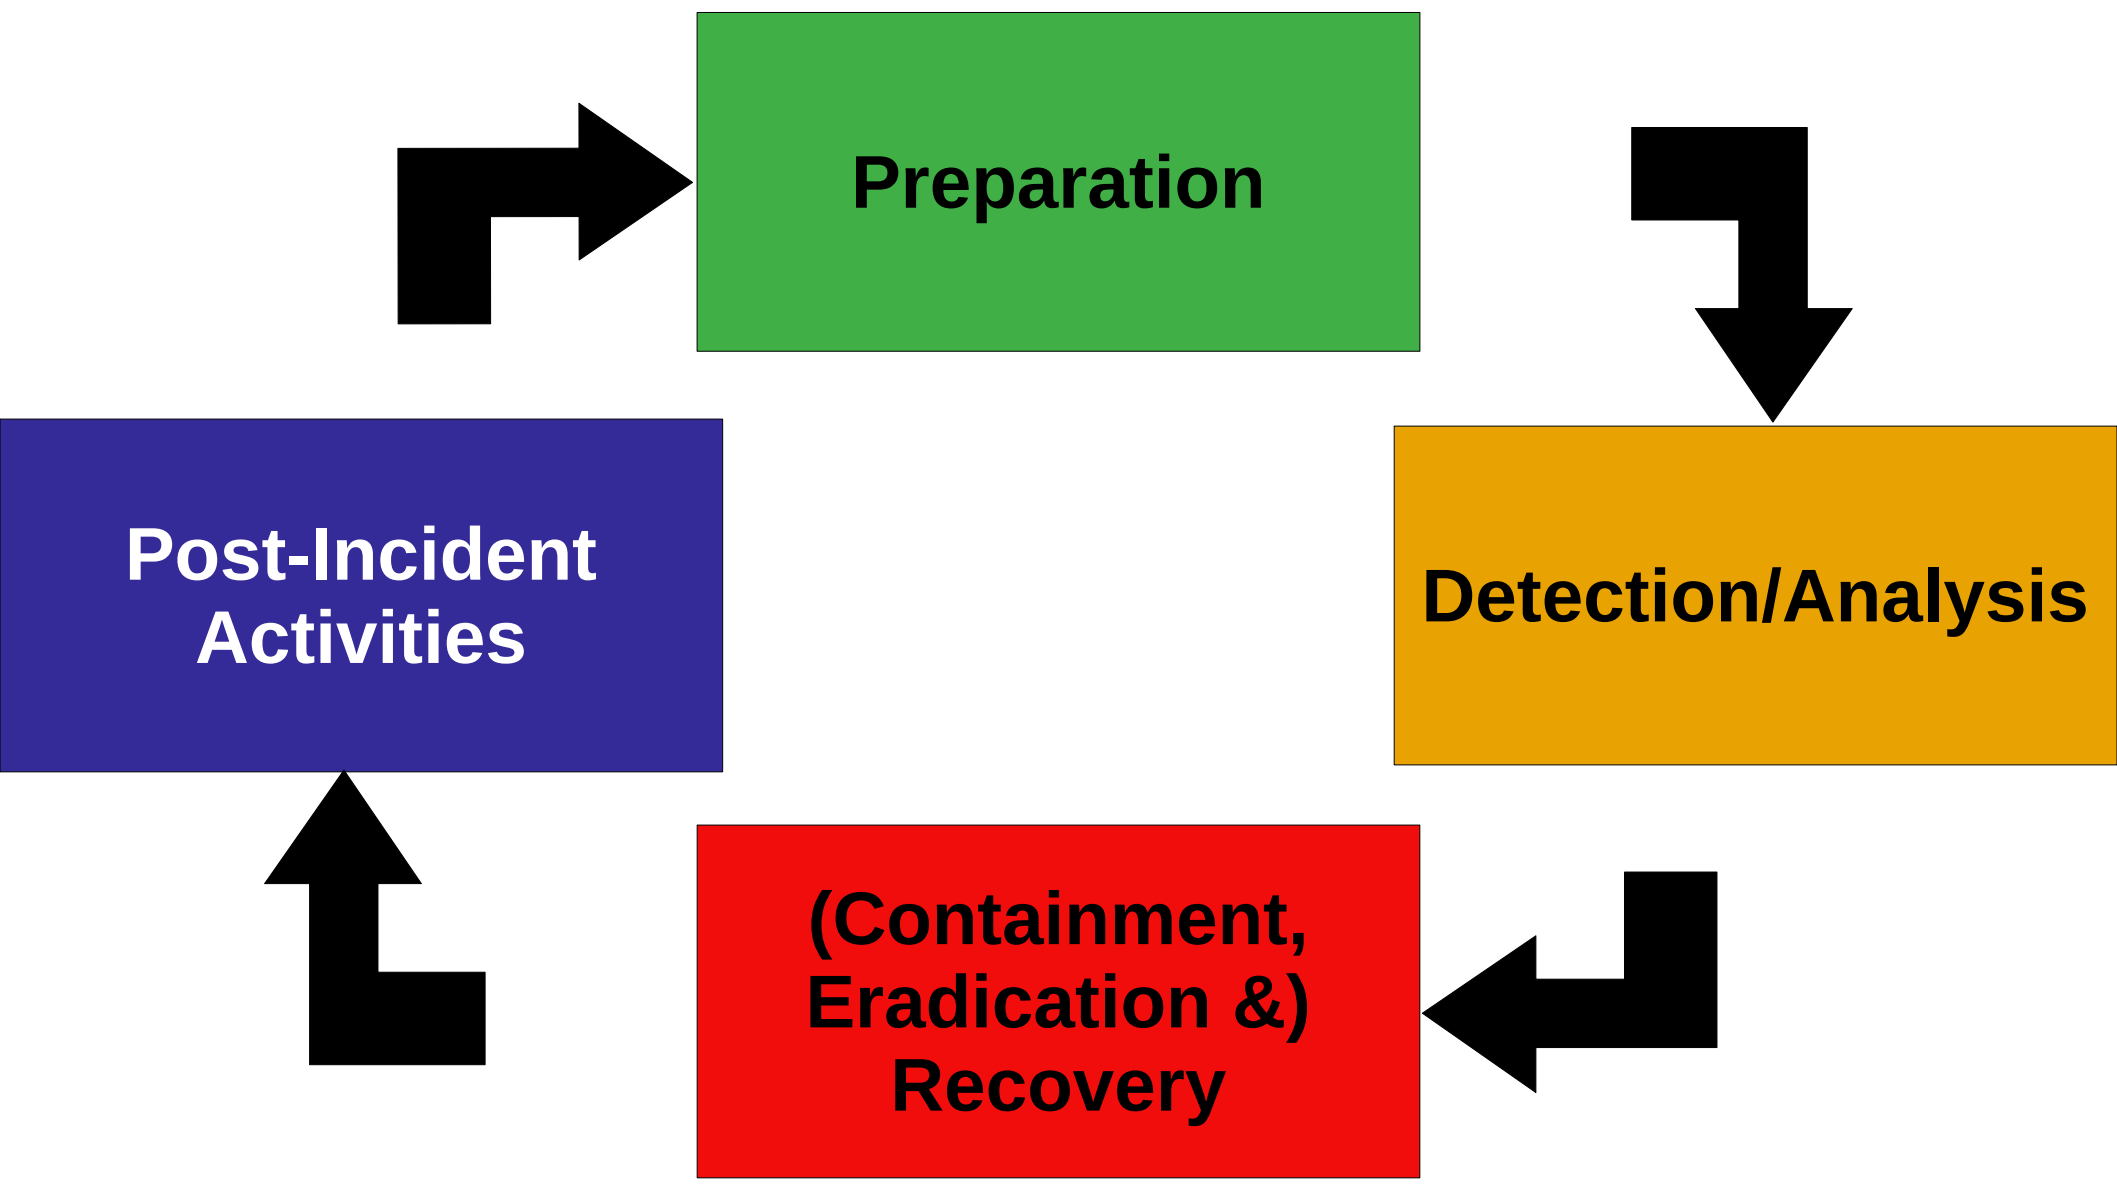 Preparation
Post-Incident
Activities
Detection/Analysis
(Containment,
Eradication &)
Recovery